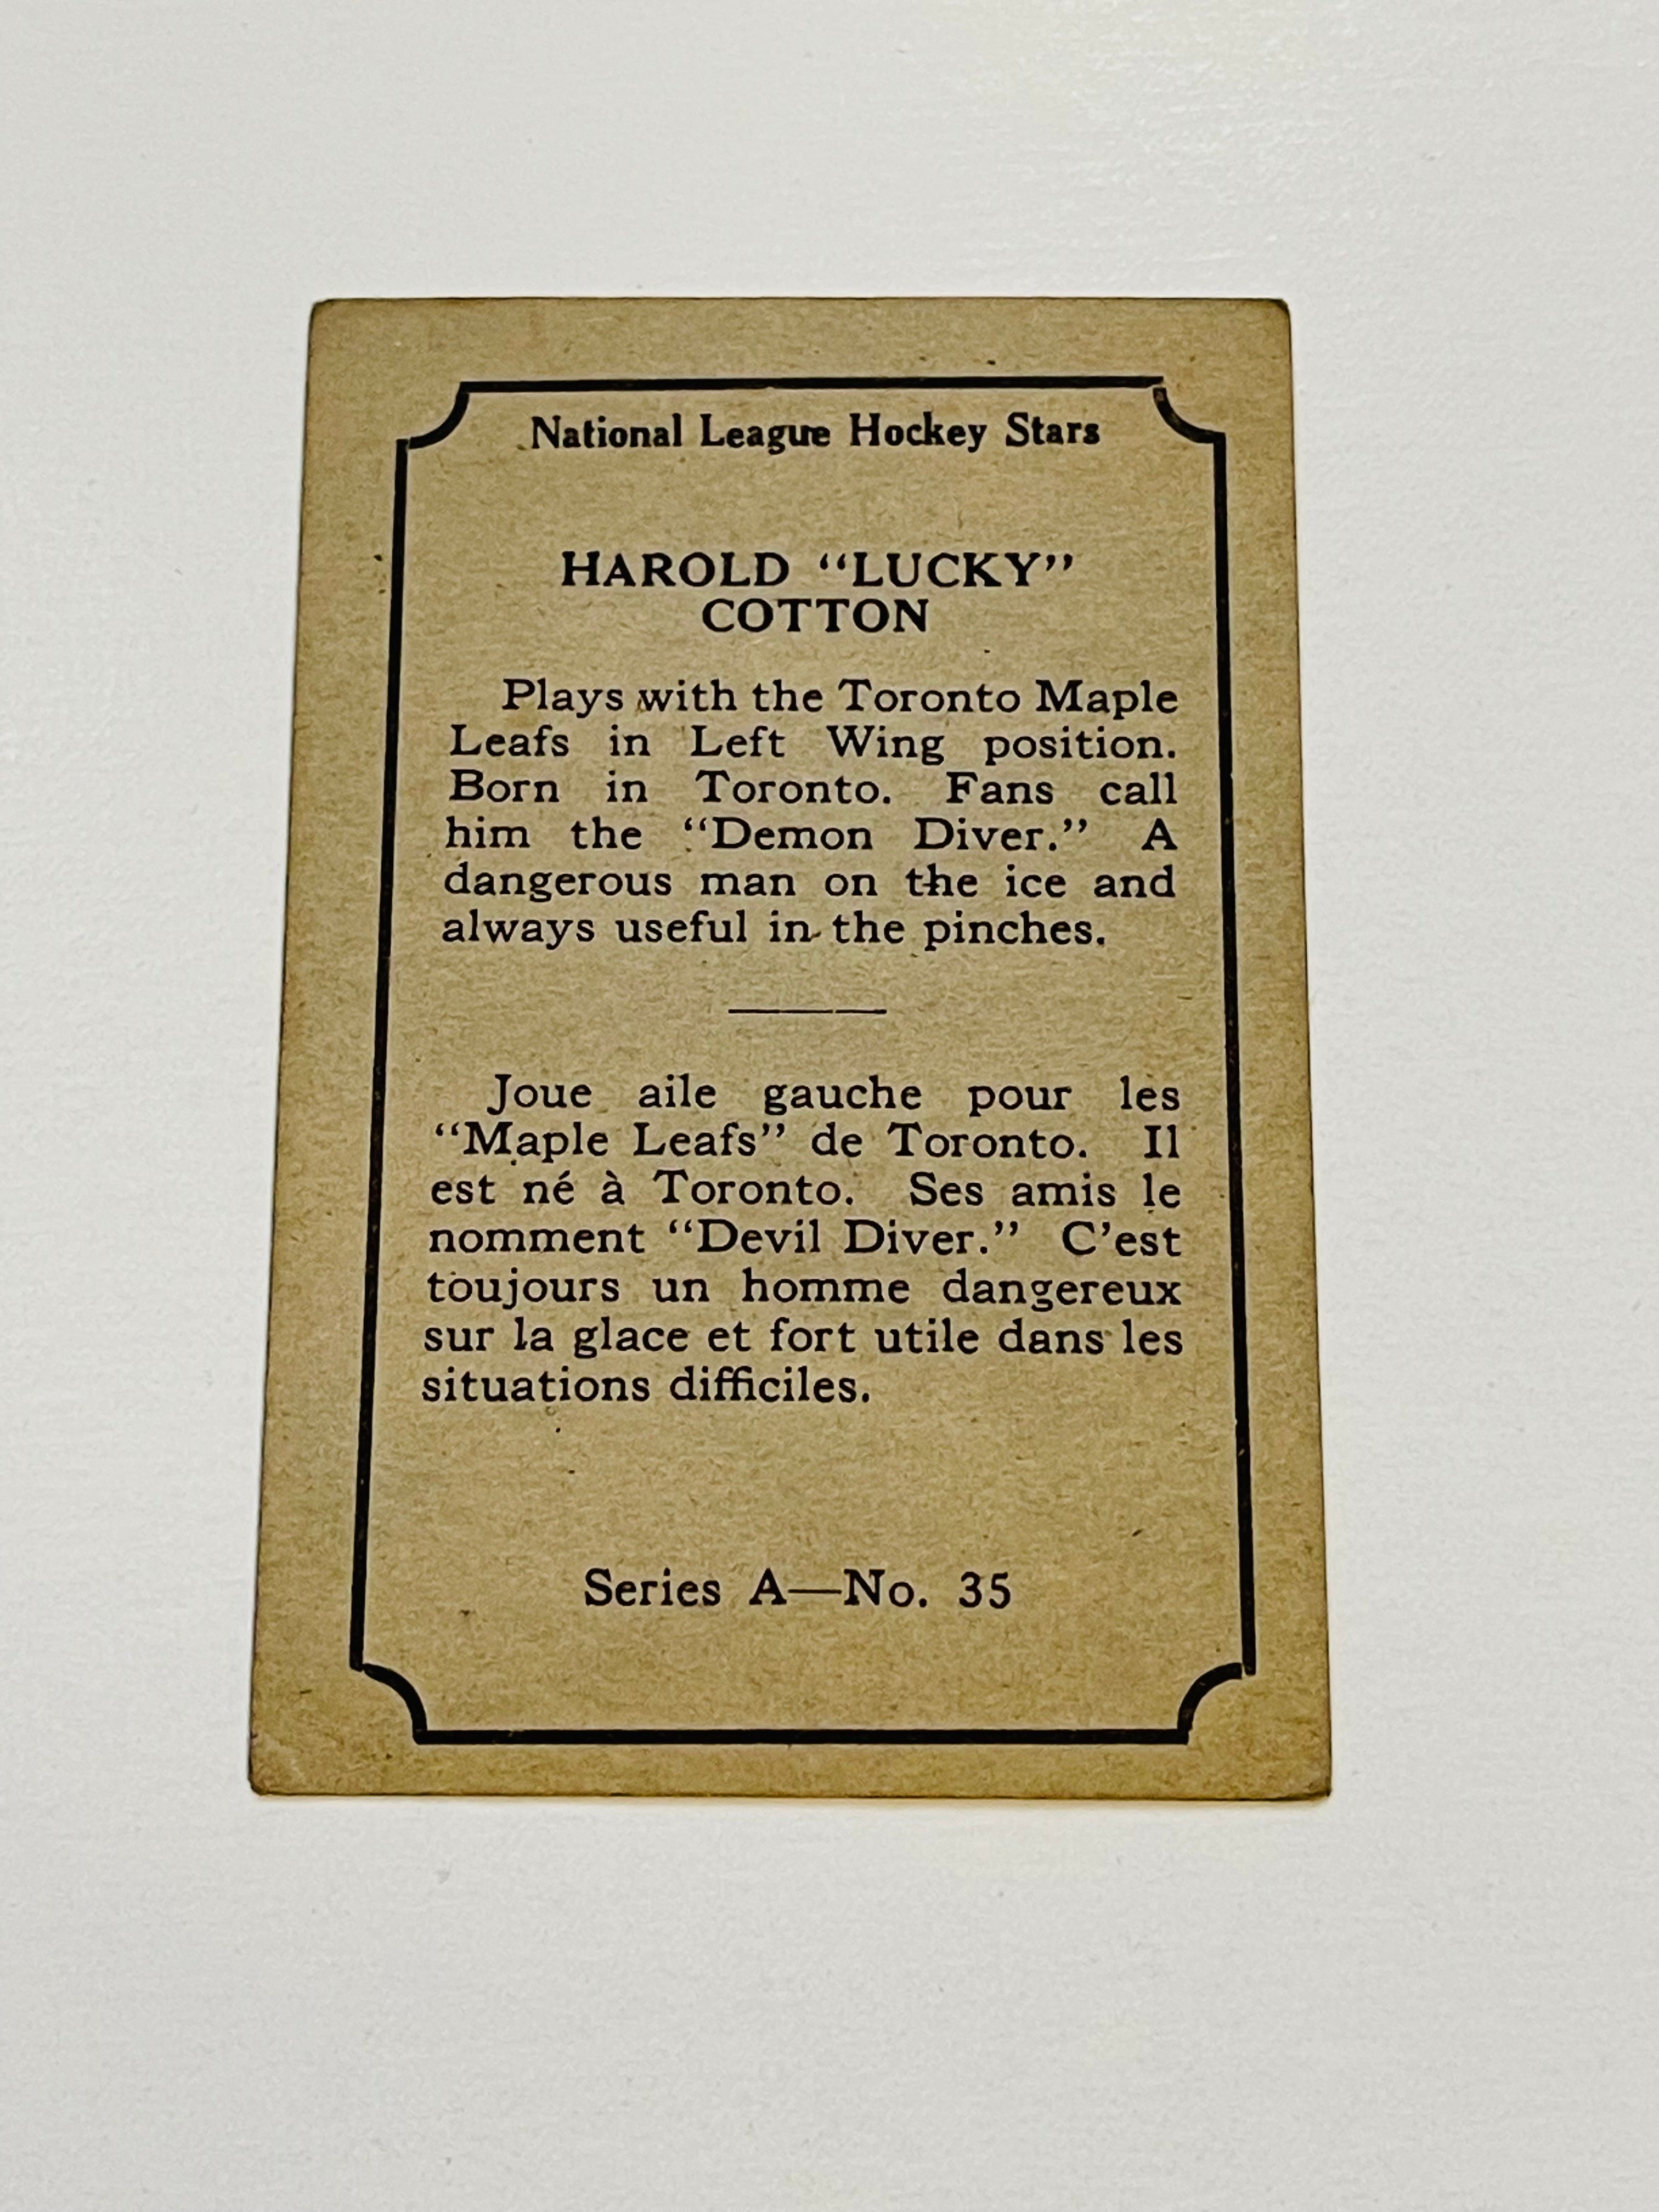 National League Hockey Stars
HAROLD “LUCKY”
COTTON
Plays with the Toronto Maple
Leafs in Left Wing position.
Born in Toronto. Fans call
him the “Demon Diver.” A
dangerous man on the ice and
always useful in the pinches.
Joue aile gauche pour les
“Maple Leafs” de Toronto. Il
est né à Toronto. Ses amis le
nomment “Devil Diver.” C’est
toujours un homme dangereux
sur la glace et fort utile dans les
situations difficiles.
Series A—No. 35